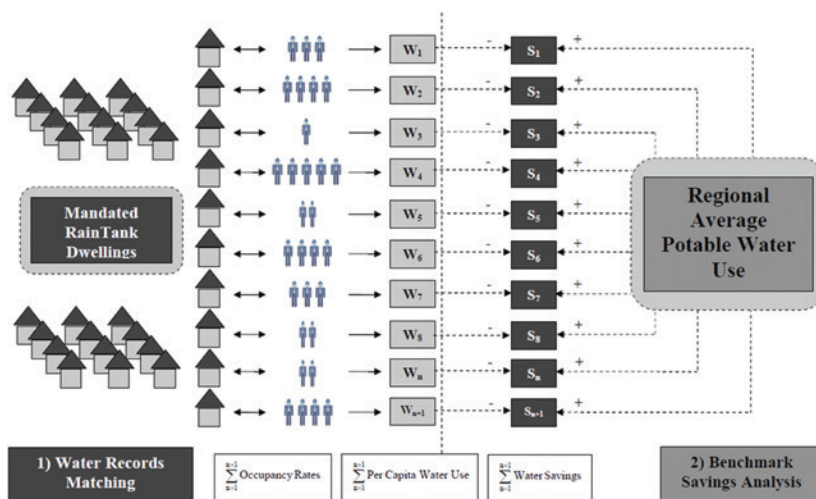 W1 - S1 +
W2 - S2 +
W3 - S3 +
W4 - S4 +
W5 - S5 +
W6 - S6 +
W7 - S7 +
W8 - S8 +
Wn - Sn +
Wn+1 - Sn+1 +
Mandated
RainTank
Dwellings
Regional
Average
Potable Water
Use
1) Water Records
Matching
n+1
∑ Occupancy Rates
n=1
n+1
∑ Per Capita Water Use
n=1
n+1
∑ Water Savings
n=1
2) Benchmark
Savings Analysis